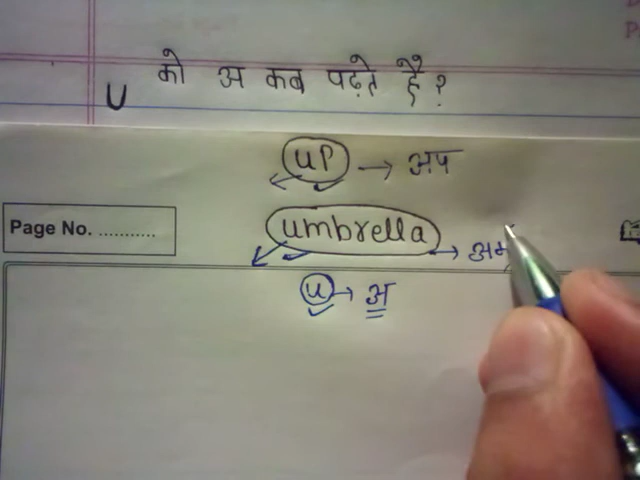 U को अ कब पढ़ते है?
up → अप
Page No. ...........
umbrella → अम
u → अ